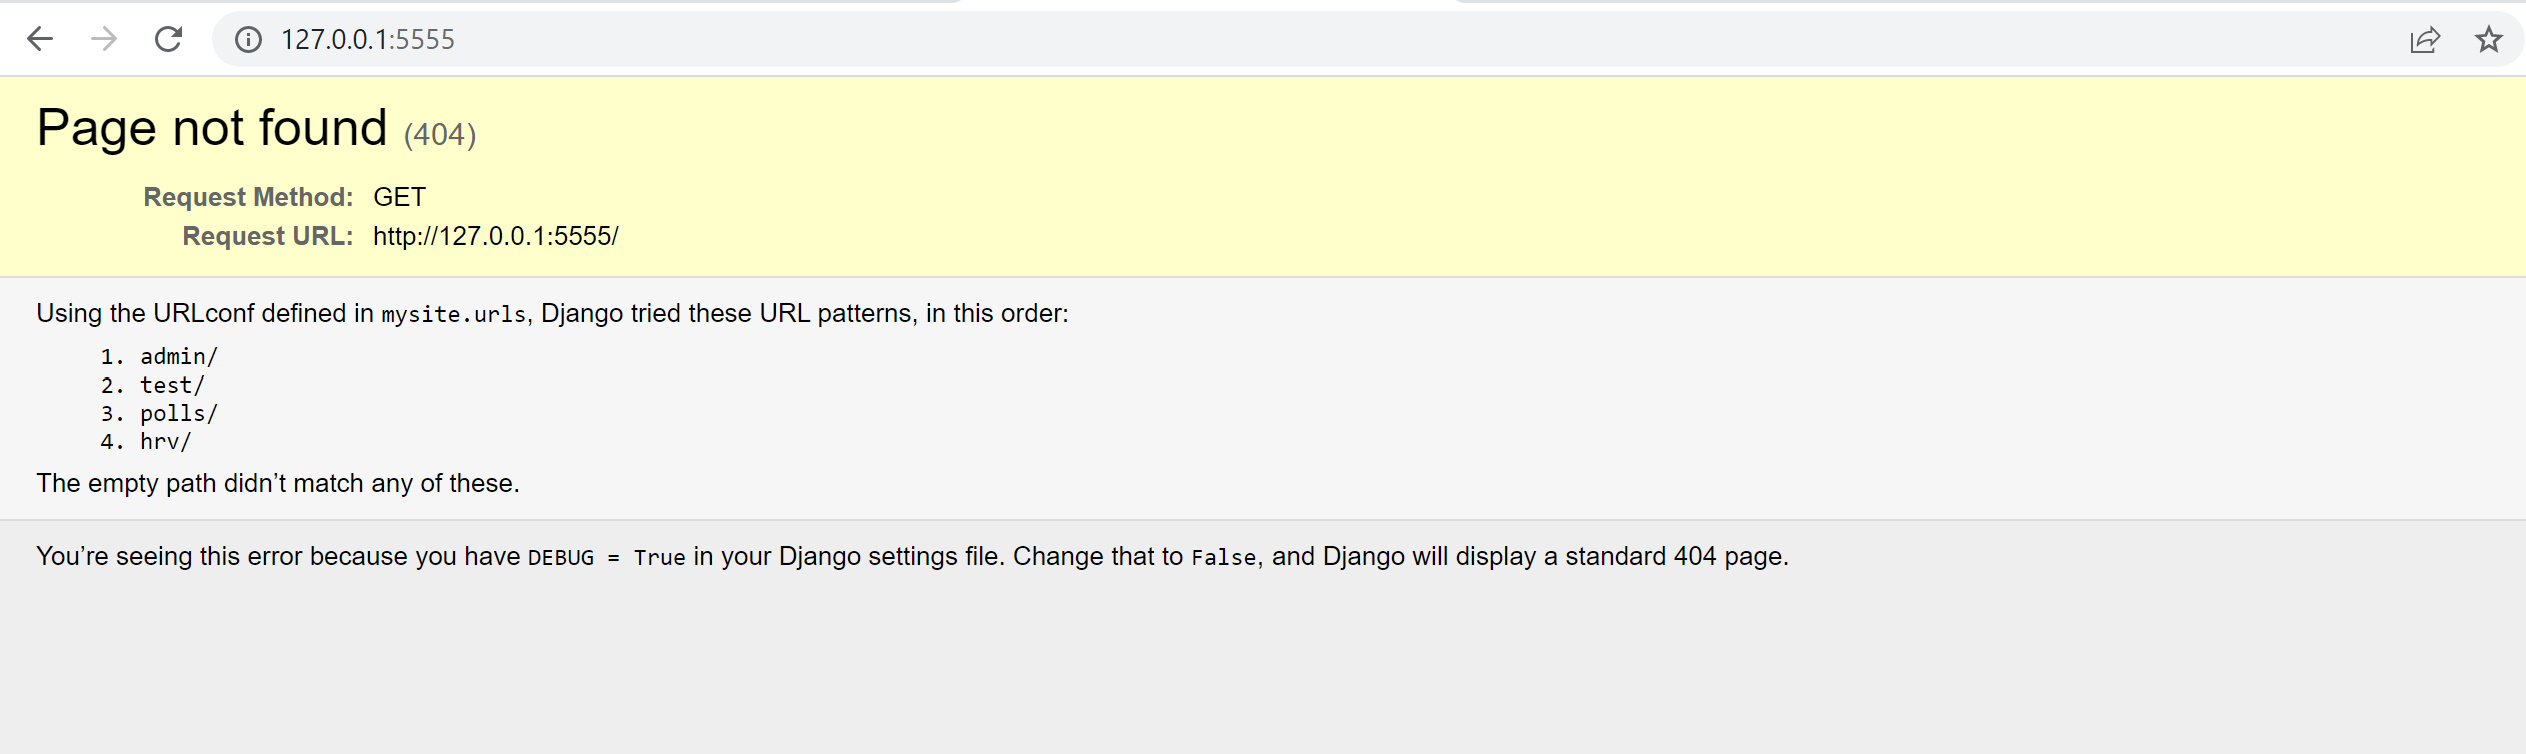 127.0.0.1:5555
Page not found (404)
Request Method: GET
Request URL: http://127.0.0.1:5555/
Using the URLconf defined in mysite.urls, Django tried these URL patterns, in this order:
1. admin/
2. test/
3. polls/
4. hrv/
The empty path didn’t match any of these.
You’re seeing this error because you have DEBUG = True in your Django settings file. Change that to False, and Django will display a standard 404 page.